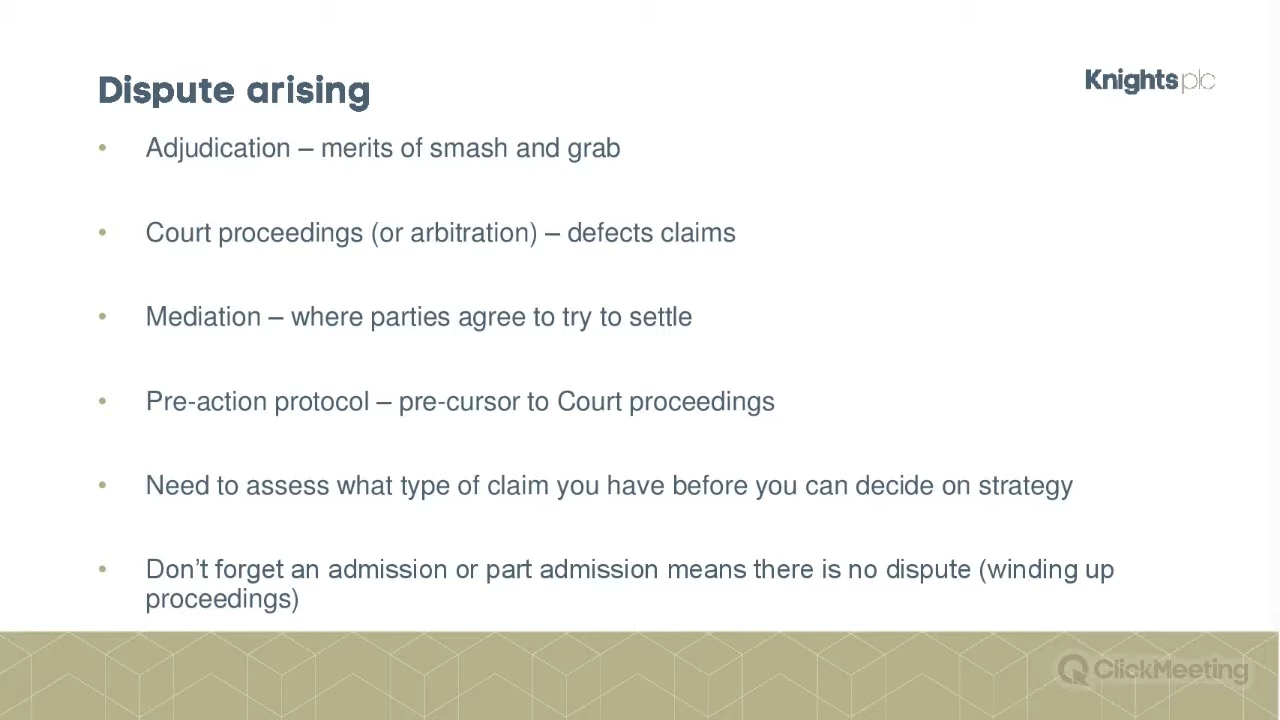 Dispute arising
Knights plc
• Adjudication – merits of smash and grab
• Court proceedings (or arbitration) – defects claims
• Mediation – where parties agree to try to settle
• Pre-action protocol – pre-cursor to Court proceedings
• Need to assess what type of claim you have before you can decide on strategy
• Don’t forget an admission or part admission means there is no dispute (winding up
proceedings)
ClickMeeting